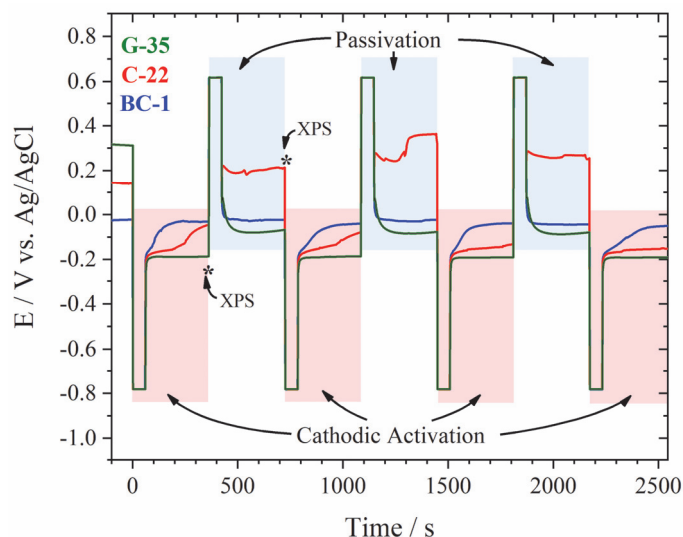 0.8
0.6
0.4
0.2
0.0
-0.2
-0.4
-0.6
-0.8
-1.0
E / V vs. Ag/AgCl
G-35
C-22
BC-1
Passivation
XPS
*
*
XPS
Cathodic Activation
0 500 1000 1500 2000 2500
Time / s